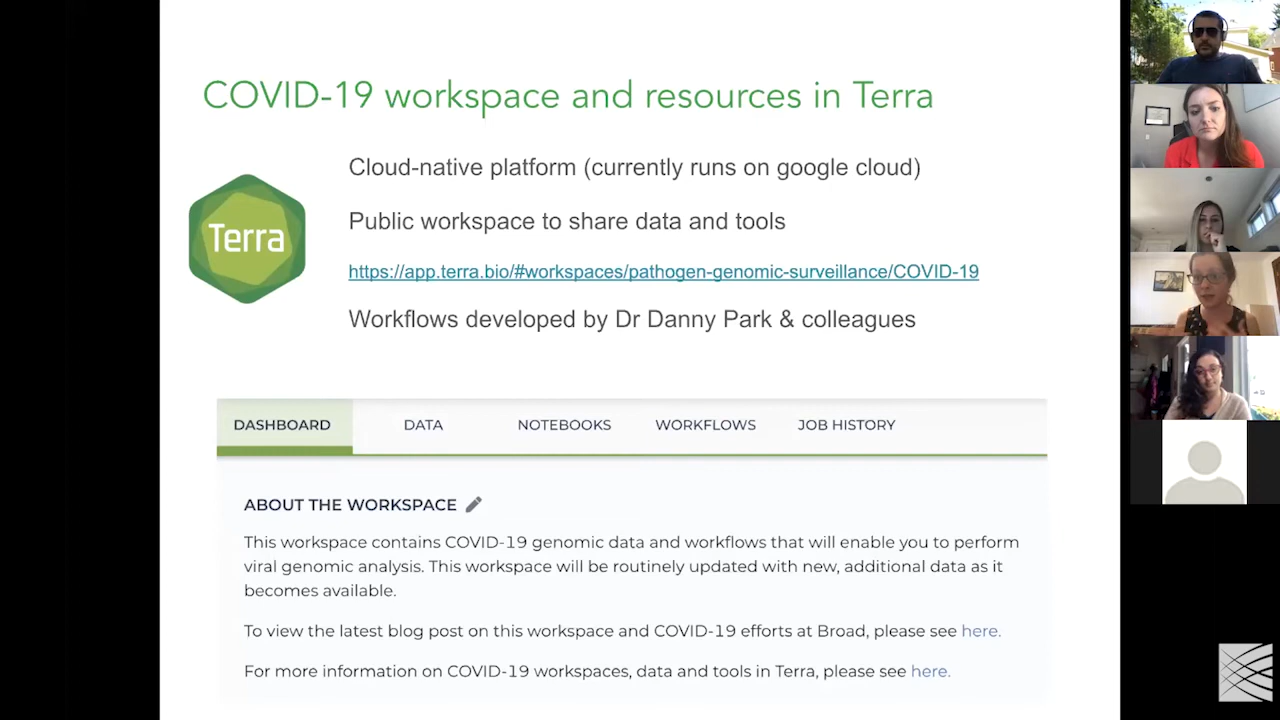 COVID-19 workspace and resources in Terra
Cloud-native platform (currently runs on google cloud)
Terra
Public workspace to share data and tools
https://app.terra.bio/#workspaces/pathogen-genomic-surveillance/COVID-19
Workflows developed by Dr Danny Park & colleagues
DASHBOARD DATA NOTEBOOKS WORKFLOWS JOB HISTORY
ABOUT THE WORKSPACE
This workspace contains COVID-19 genomic data and workflows that will enable you to perform
viral genomic analysis. This workspace will be routinely updated with new, additional data as it
becomes available.
To view the latest blog post on this workspace and COVID-19 efforts at Broad, please see here.
For more information on COVID-19 workspaces, data and tools in Terra, please see here.